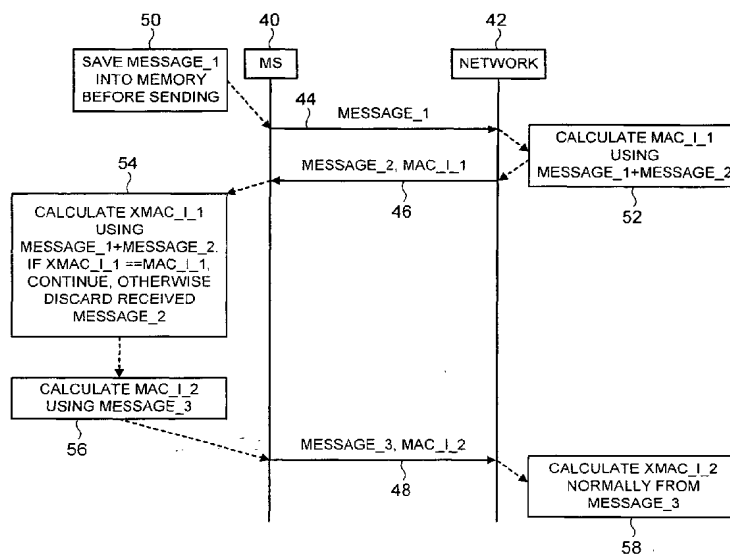 50
40
42
SAVE MESSAGE_1
INTO MEMORY
BEFORE SENDING
MS
NETWORK
44
MESSAGE_1
CALCULATE MAC_I_1
USING
MESSAGE_1+MESSAGE_2
52
54
MESSAGE_2, MAC_I_1
46
CALCULATE XMAC_I_1
USING
MESSAGE_1+MESSAGE_2.
IF XMAC_I_1 ==MAC_I_1,
CONTINUE, OTHERWISE
DISCARD RECEIVED
MESSAGE_2
CALCULATE MAC_I_2
USING MESSAGE_3
56
MESSAGE_3, MAC_I_2
48
CALCULATE XMAC_I_2
NORMALLY FROM
MESSAGE_3
58